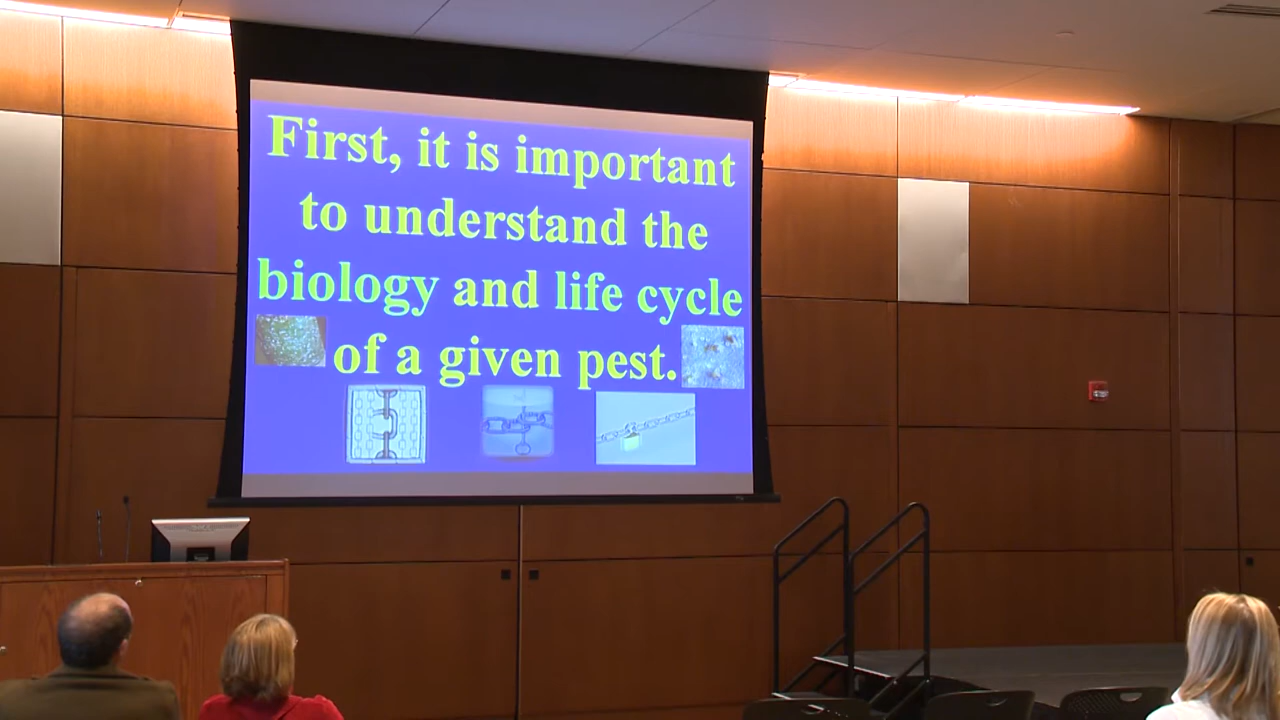 First, it is important
to understand the
biology and life cycle
of a given pest.